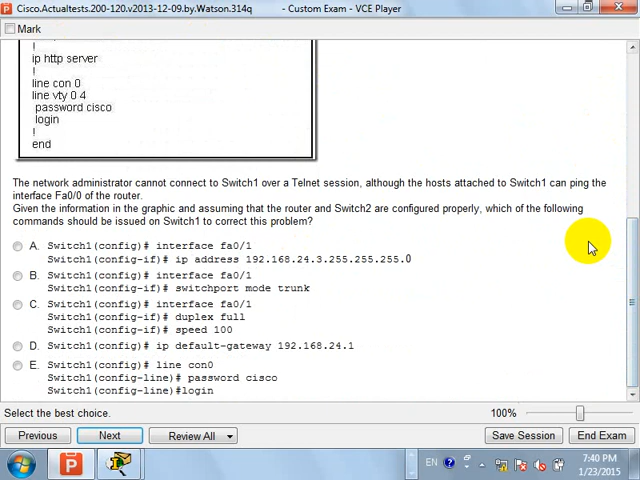 Cisco.Actualtests.200-120.v2013-12-09.by.Watson.314q - Custom Exam - VCE Player
Mark
!
ip http server
!
line con 0
line vty 0 4
password cisco
login
!
end
The network administrator cannot connect to Switch1 over a Telnet session, although the hosts attached to Switch1 can ping the
interface Fa0/0 of the router.
Given the information in the graphic and assuming that the router and Switch2 are configured properly, which of the following
commands should be issued on Switch1 to correct this problem?
A. Switch1(config)# interface fa0/1
Switch1(config-if)# ip address 192.168.24.3.255.255.255.0
B. Switch1(config)# interface fa0/1
Switch1(config-if)# switchport mode trunk
C. Switch1(config)# interface fa0/1
Switch1(config-if)# duplex full
Switch1(config-if)# speed 100
D. Switch1(config)# ip default-gateway 192.168.24.1
E. Switch1(config)# line con0
Switch1(config-line)# password cisco
Switch1(config-line)#login
Select the best choice. 100%
Previous Next Review All Save Session End Exam
EN 7:40 PM
1/23/2015